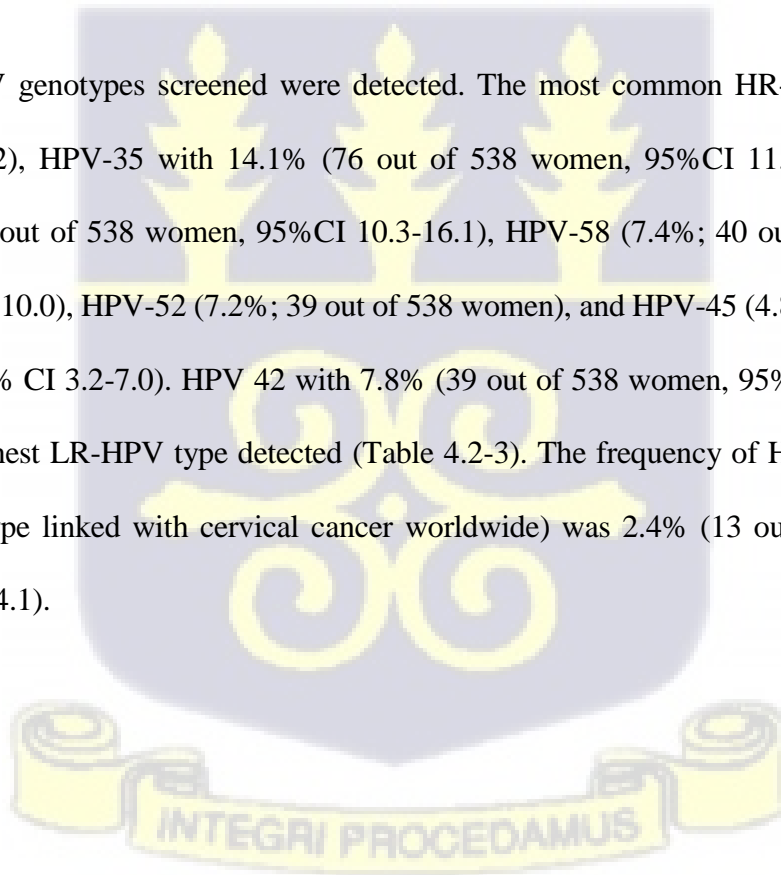 V genotypes screened were detected. The most common HR-
2), HPV-35 with 14.1% (76 out of 538 women, 95%CI 11.
out of 538 women, 95%CI 10.3-16.1), HPV-58 (7.4%; 40 ou
10.0), HPV-52 (7.2%; 39 out of 538 women), and HPV-45 (4.8
% CI 3.2-7.0). HPV 42 with 7.8% (39 out of 538 women, 95%
nest LR-HPV type detected (Table 4.2-3). The frequency of H
ype linked with cervical cancer worldwide) was 2.4% (13 ou
4.1).
INTEGRI PROCEDAMUS